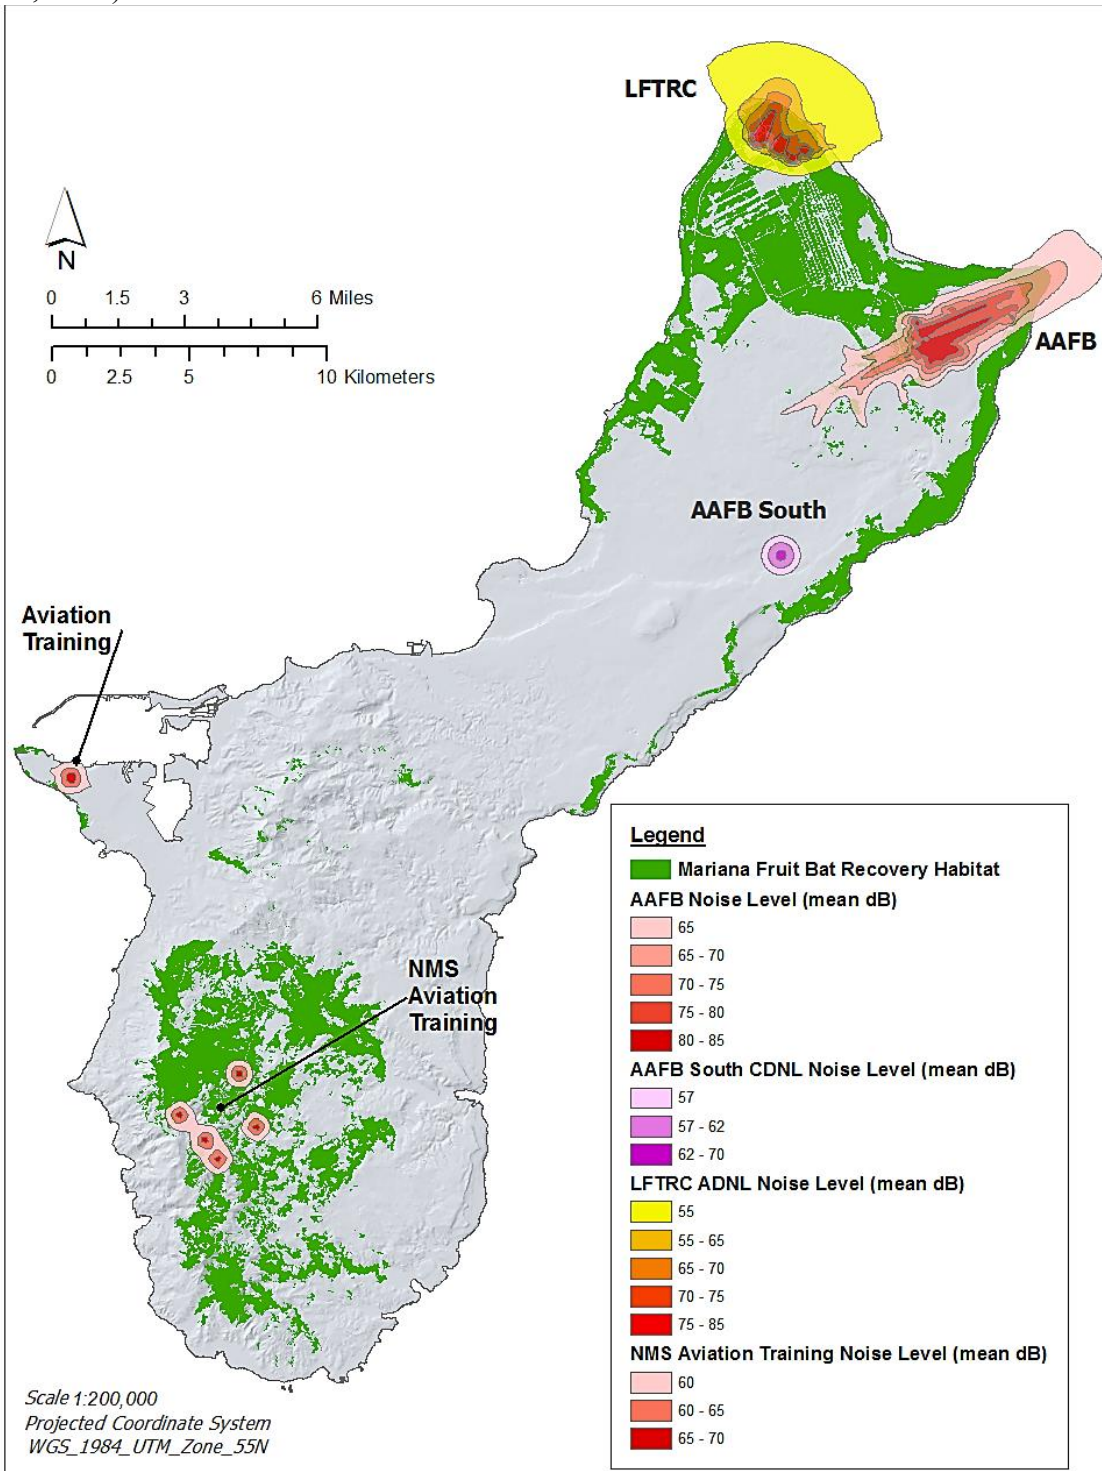 LFTRC
N
0 1.5 3 6 Miles
0 2.5 5 10 Kilometers
AAFB
AAFB South
Aviation
Training
NMS
Aviation
Training
Legend
Mariana Fruit Bat Recovery Habitat
AAFB Noise Level (mean dB)
65
65 - 70
70 - 75
75 - 80
80 - 85
AAFB South CDNL Noise Level (mean dB)
57
57 - 62
62 - 70
LFTRC ADNL Noise Level (mean dB)
55
55 - 65
65 - 70
70 - 75
75 - 85
NMS Aviation Training Noise Level (mean dB)
60
60 - 65
65 - 70
Scale 1:200,000
Projected Coordinate System
WGS_1984_UTM_Zone_55N